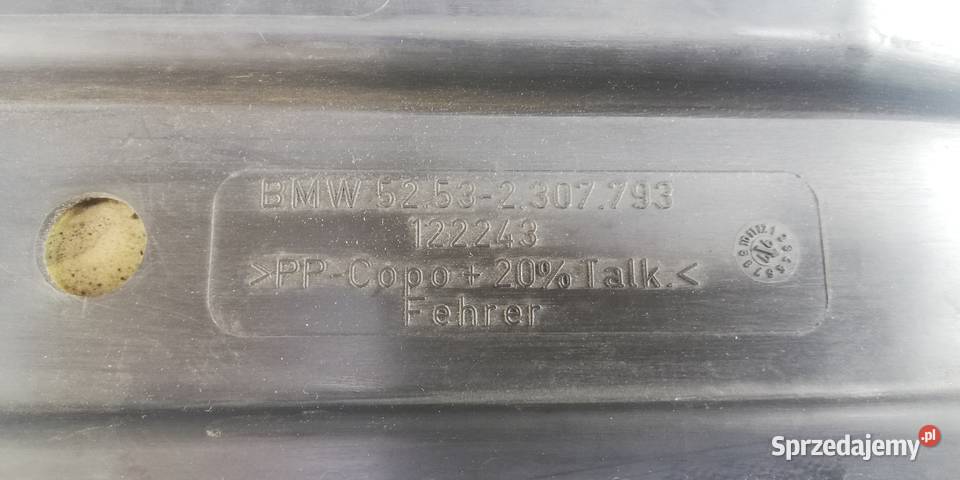 BMW 52.53-2.307.793
122243
>PP-Copo + 20% Talk.<
Fehrer
Sprzedajemy.pl